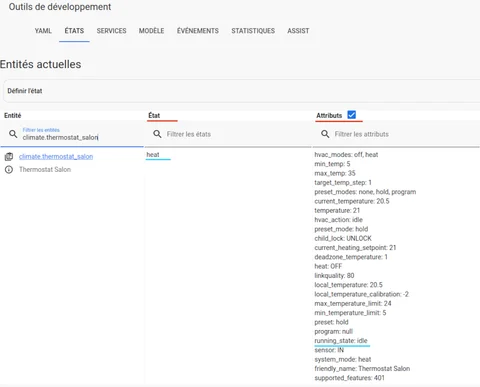 Outils de développement
YAML ÉTATS SERVICES MODÈLE ÉVÉNEMENTS STATISTIQUES ASSIST
Entités actuelles
Définir l'état
Entité État Attributs
Filtrer les entités
climate.thermostat_salon Filtrer les états Filtrer les attributs
climate.thermostat_salon heat hvac_modes: off, heat
min_temp: 5
Thermostat Salon
max_temp: 35
target_temp_step: 1
preset_modes: none, hold, program
current_temperature: 20.5
temperature: 21
hvac_action: idle
preset_mode: hold
child_lock: UNLOCK
current_heating_setpoint: 21
deadzone_temperature: 1
heat: OFF
linkquality: 80
local_temperature: 20.5
local_temperature_calibration: -2
max_temperature_limit: 24
min_temperature_limit: 5
preset: hold
program: null
running_state: idle
sensor: IN
system_mode: heat
friendly_name: Thermostat Salon
supported_features: 401